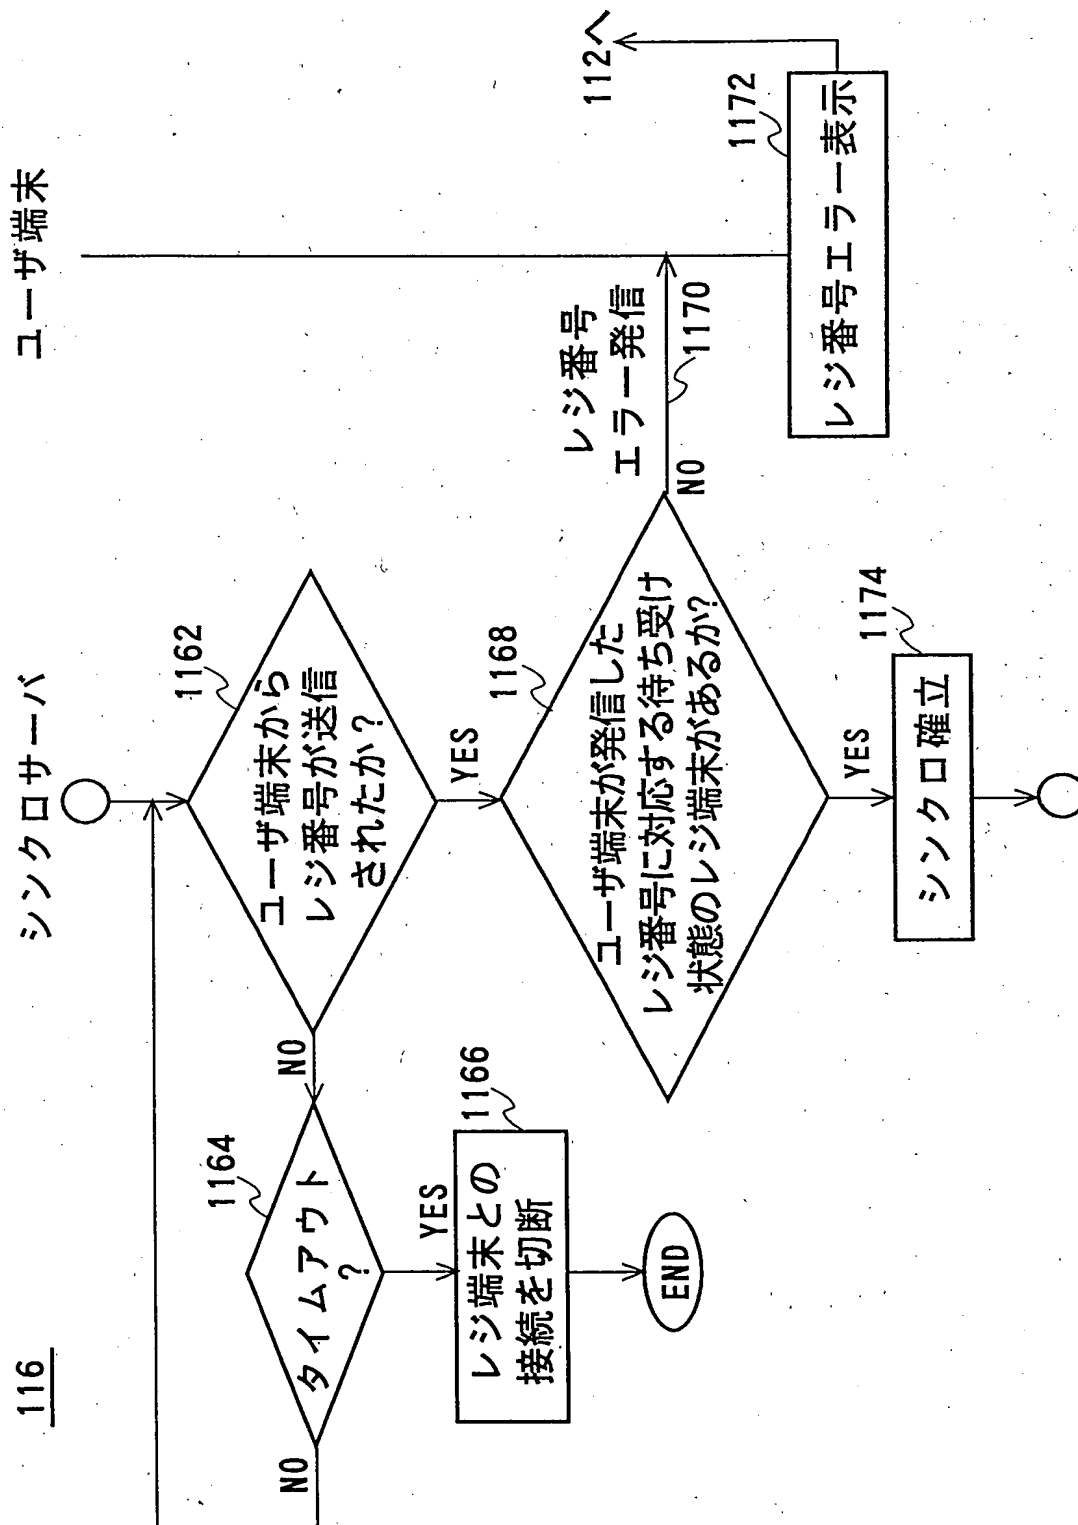 116
シンクロサーバ
ユーザ端末
1162
ユーザ端末から
レジ番号が送信
されたか？
NO
YES
1164
タイムアウト
?
NO
YES
1166
レジ端末との
接続を切断
END
1168
ユーザ端末が発信した
レジ番号に対応する待ち受け
状態のレジ端末があるか?
NO
YES
レジ番号
エラー発信
1170
1172
レジ番号エラー表示
112へ
1174
シンクロ確立